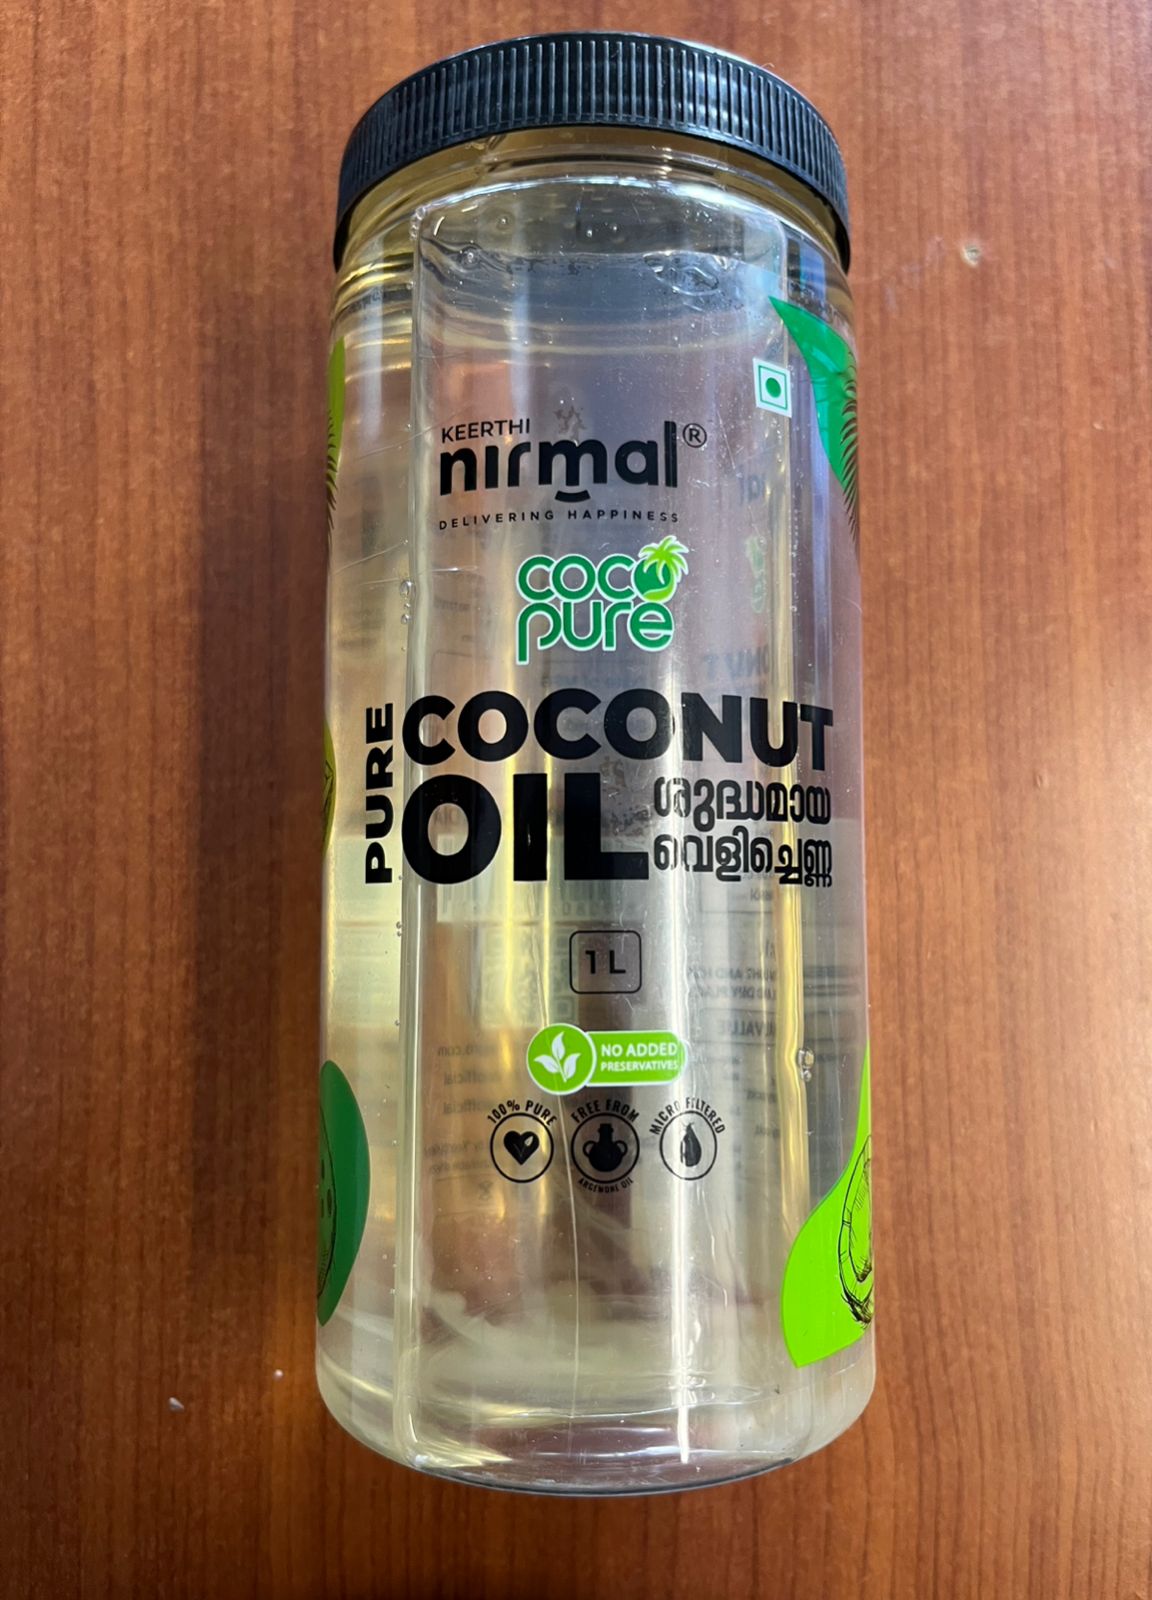 KEERTHI
nirmal®
DELIVERING HAPPINESS
coco
pure
PURE
COCONUT
OIL
ശുദ്ധമായ
വെളിച്ചെണ്ണ
1 L
NO ADDED
PRESERVATIVES
100% PURE
FREE FROM
ARGEMONE OIL
MICRO FILTERED